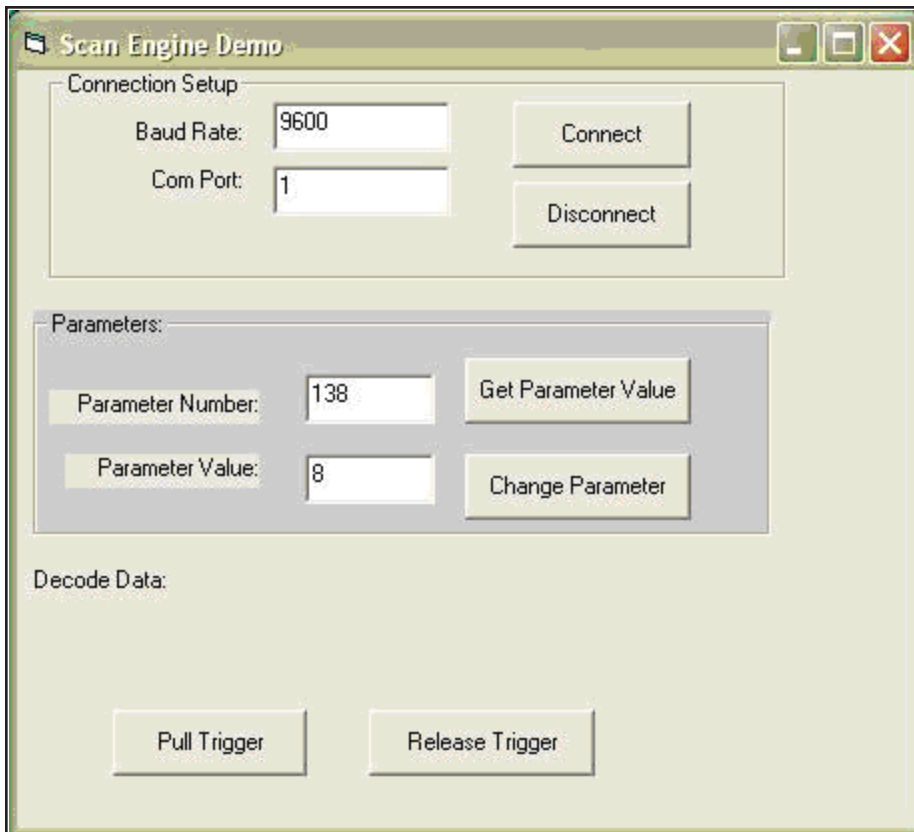 Scan Engine Demo
Connection Setup
Baud Rate: 9600 Connect
Com Port: 1
Disconnect
Parameters:
Parameter Number: 138 Get Parameter Value
Parameter Value: 8 Change Parameter
Decode Data:
Pull Trigger Release Trigger